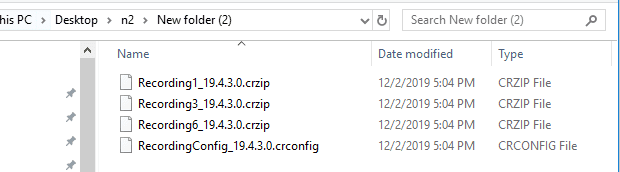 his PC > Desktop > n2 > New folder (2)
Search New folder (2)
Name Date modified Type
Recording1_19.4.3.0.crzip 12/2/2019 5:04 PM CRZIP File
Recording3_19.4.3.0.crzip 12/2/2019 5:04 PM CRZIP File
Recording6_19.4.3.0.crzip 12/2/2019 5:04 PM CRZIP File
RecordingConfig_19.4.3.0.crconfig 12/2/2019 5:04 PM CRCONFIG File